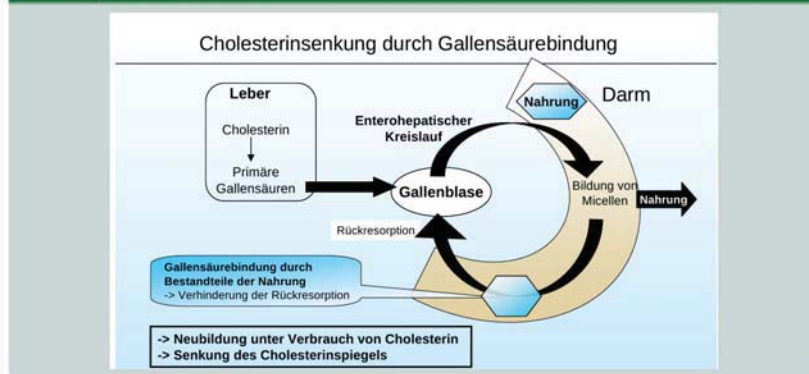 Cholesterinsenkung durch Gallensäurebindung
Leber
Cholesterin
Primäre
Gallensäuren
Enterohepatischer
Kreislauf
Nahrung
Darm
Gallenblase
Bildung von
Micellen
Nahrung
Rückresorption
Gallensäurebindung durch
Bestandteile der Nahrung
-> Verhinderung der Rückresorption
-> Neubildung unter Verbrauch von Cholesterin
-> Senkung des Cholesterinspiegels